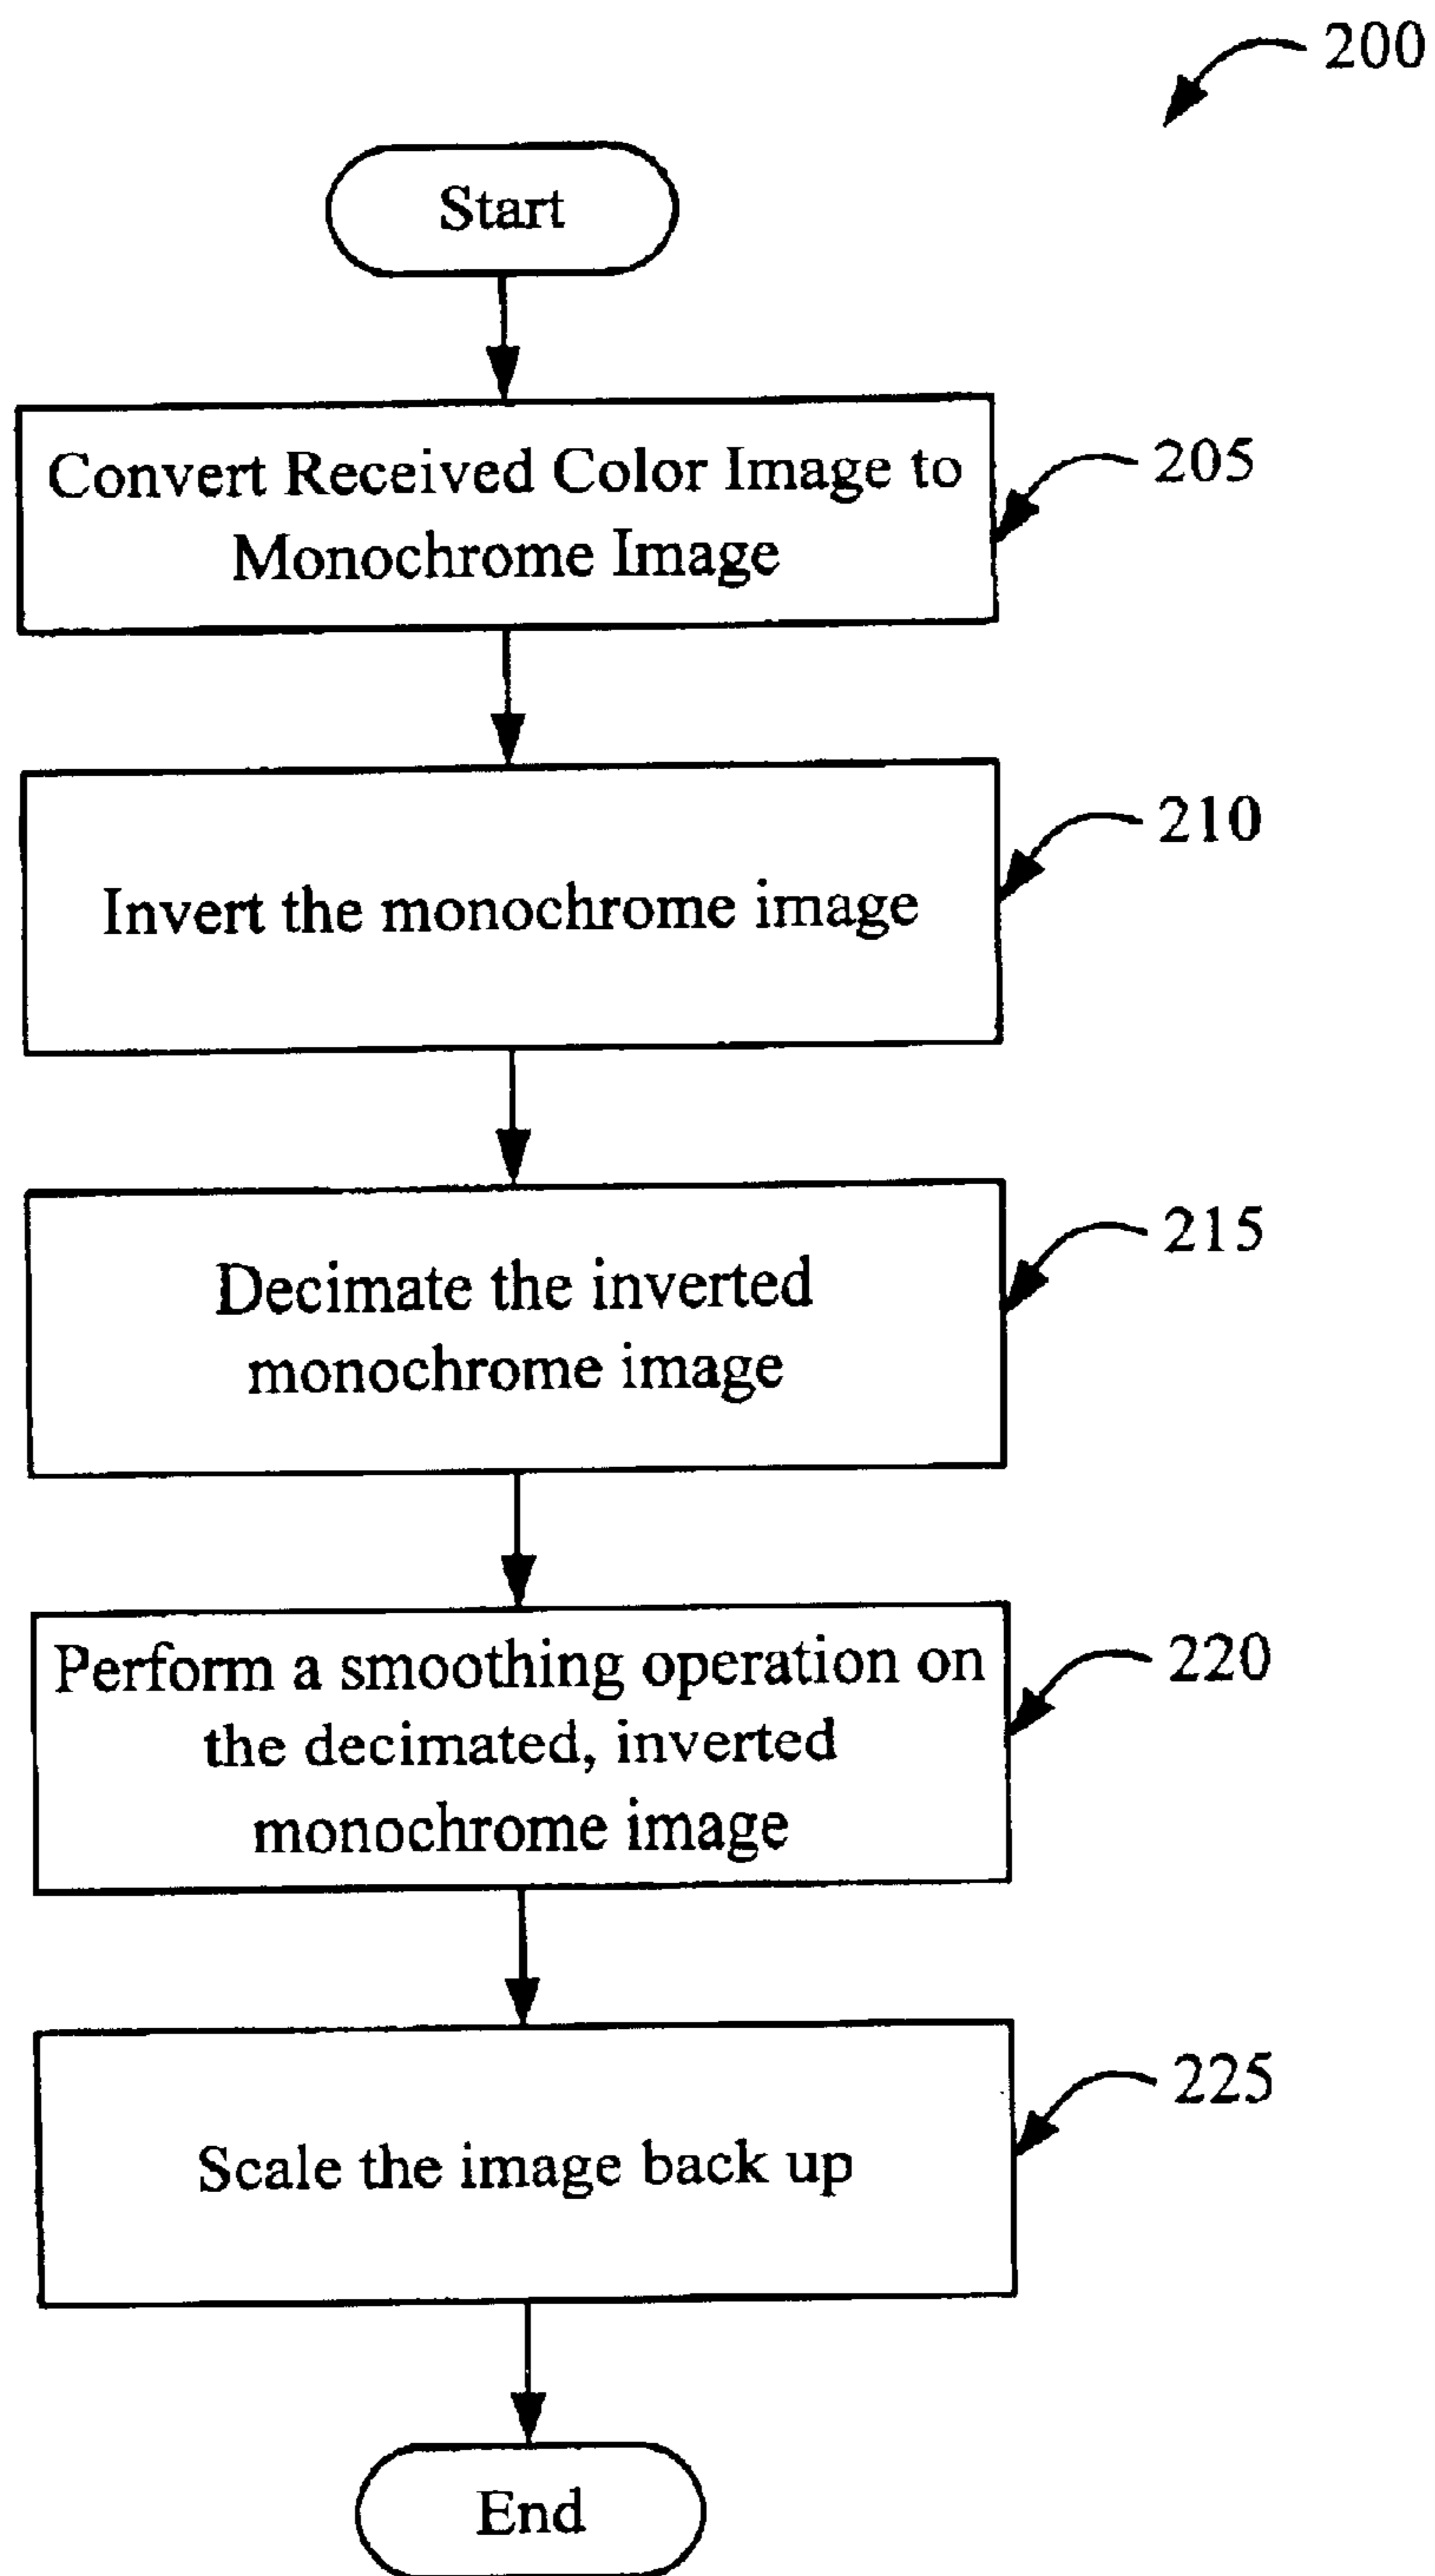 200
Start
Convert Received Color Image to
Monochrome Image
205
Invert the monochrome image
210
Decimate the inverted
monochrome image
215
Perform a smoothing operation on
the decimated, inverted
monochrome image
220
Scale the image back up
225
End